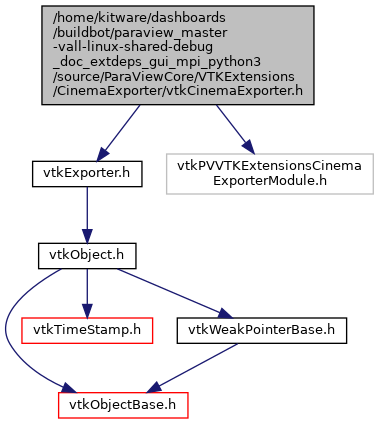 /home/kitware/dashboards
/buildbot/paraview_master
-vall-linux-shared-debug
_doc_extdeps_gui_mpi_python3
/source/ParaViewCore/VTKExtensions
/CinemaExporter/vtkCinemaExporter.h
vtkExporter.h
vtkPVVTKExtensionsCinema
ExporterModule.h
vtkObject.h
vtkTimeStamp.h
vtkWeakPointerBase.h
vtkObjectBase.h